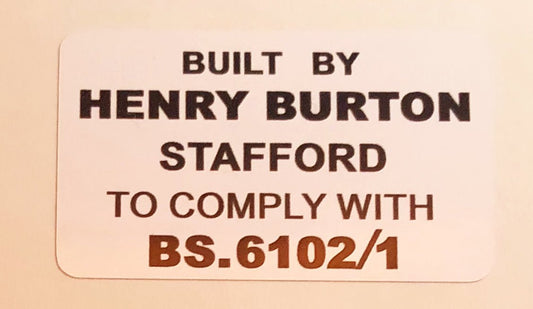 BUILT BY
HENRY BURTON
STAFFORD
TO COMPLY WITH
BS.6102/1